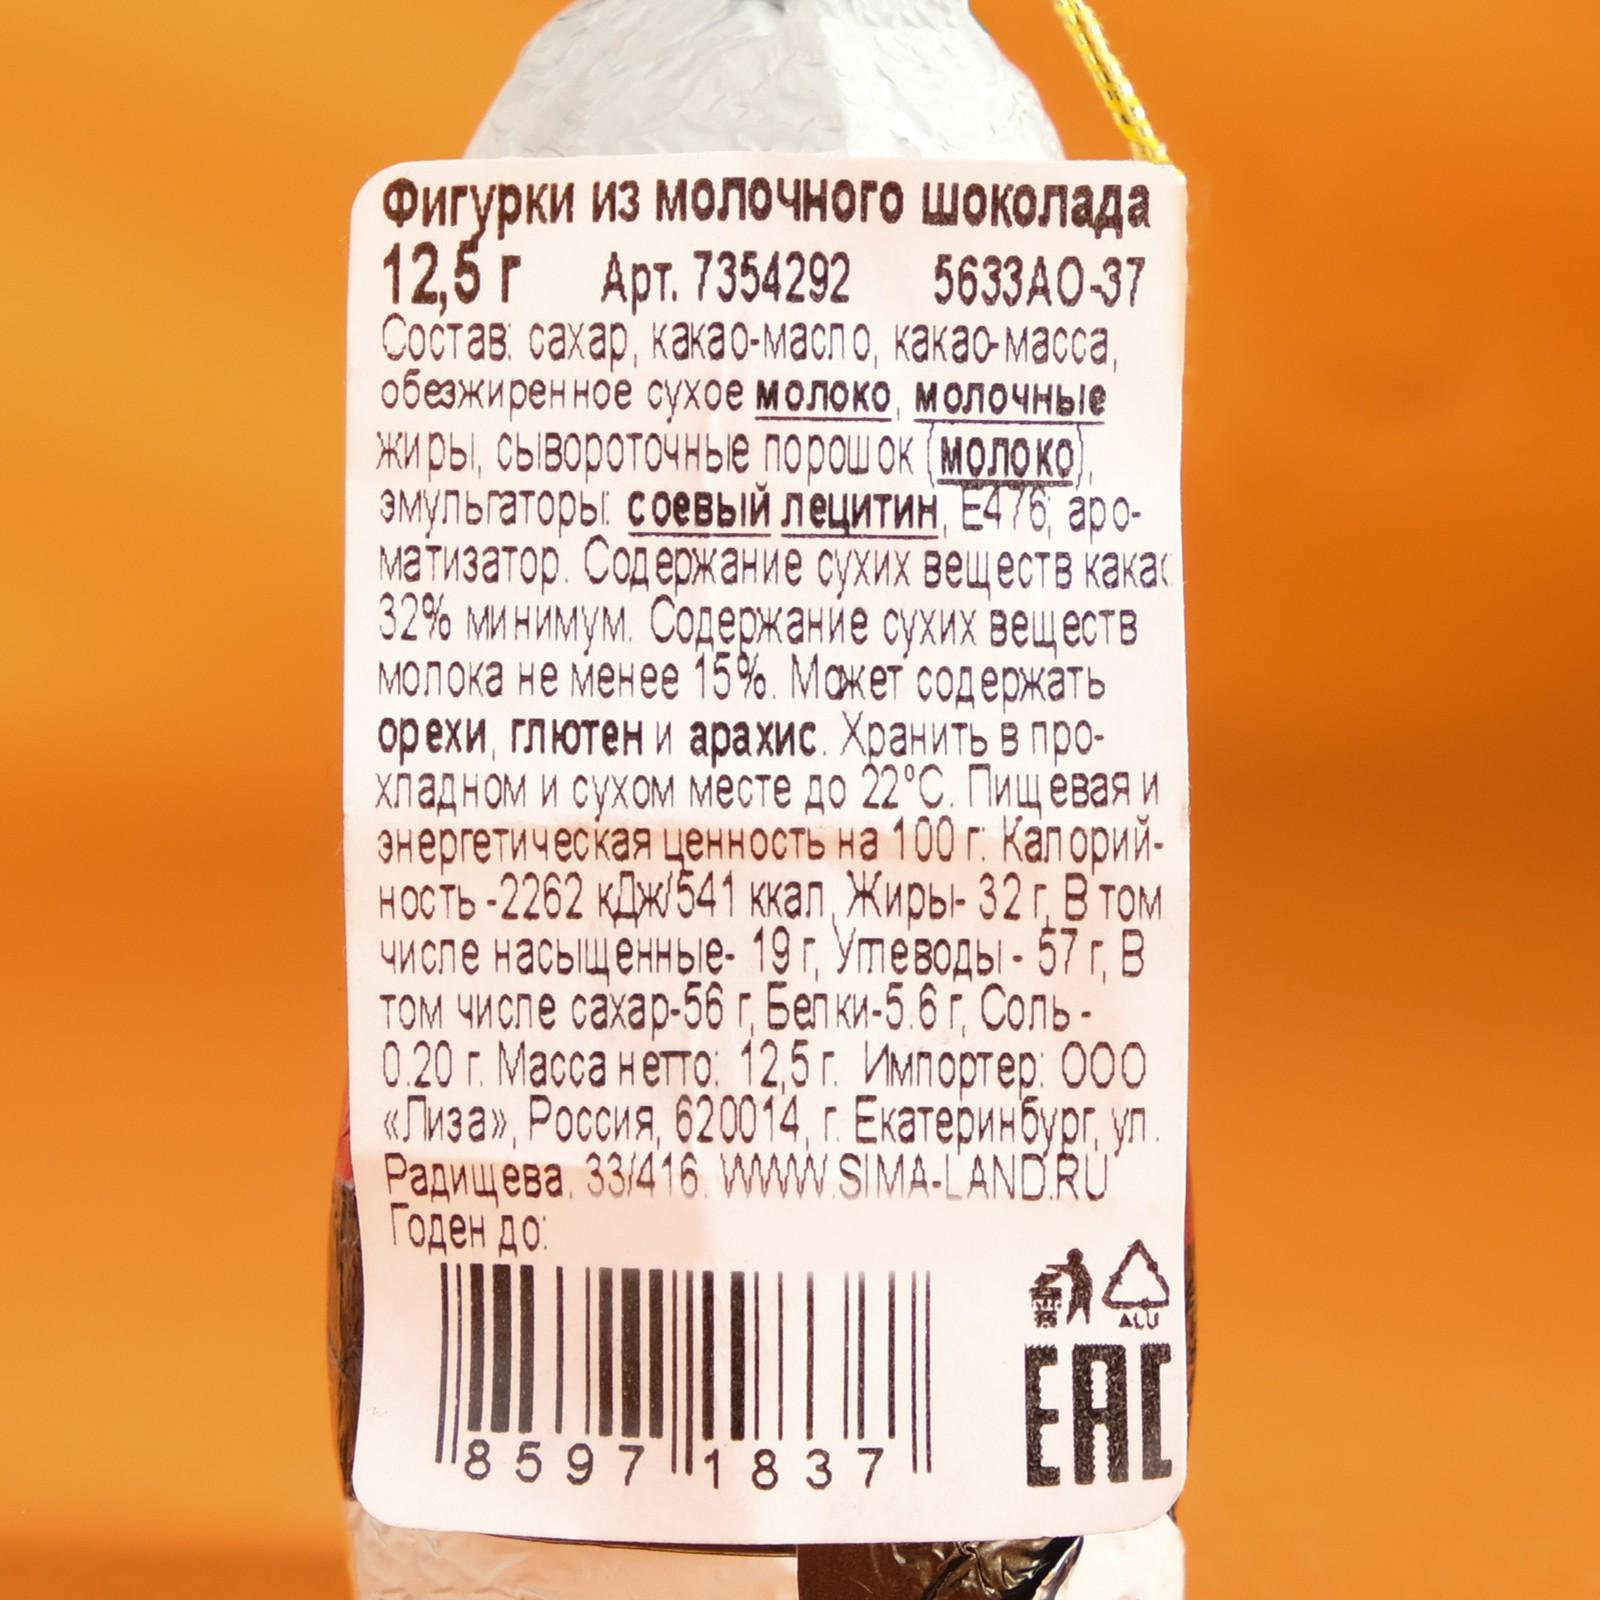 Фигурки из молочного шоколада
12,5 г Арт. 7354292 5633АО-37
Состав: сахар, какао-масло, какао-масса,
обезжиренное сухое молоко, молочные
жиры, сывороточные порошок (молоко),
эмульгаторы: соевый лецитин, Е476; аро-
матизатор. Содержание сухих веществ какао
32% минимум. Содержание сухих веществ
молока не менее 15%. Может содержать
орехи, глютен и арахис. Хранить в про-
хладном и сухом месте до 22°С. Пищевая и
энергетическая ценность на 100 г: Калорий-
ность -2262 кДж/541 ккал, Жиры- 32 г, В том
числе насыщенные- 19 г, Углеводы - 57 г, В
том числе сахар-56 г, Белки-5.6 г, Соль -
0.20 г. Масса нетто: 12,5 г. Импортер: ООО
«Лиза», Россия, 620014, г. Екатеринбург, ул.
Радищева, 33/416. WWW.SIMA-LAND.RU
Годен до:
ALU
EAC
8597 1837